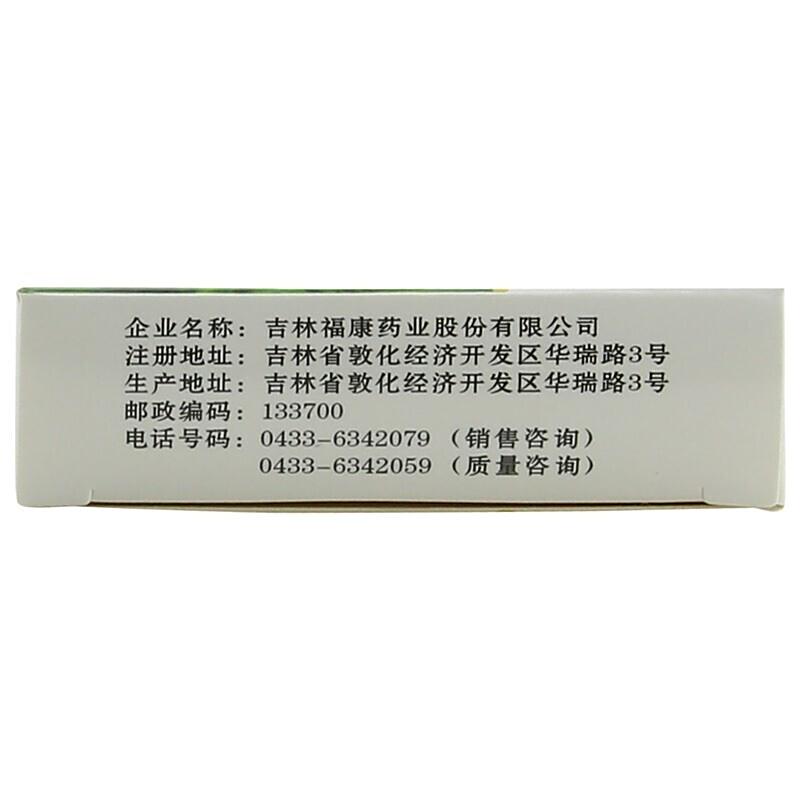 企业名称：吉林福康药业股份有限公司
注册地址：吉林省敦化经济开发区华瑞路3号
生产地址：吉林省敦化经济开发区华瑞路3号
邮政编码：133700
电话号码：0433-6342079（销售咨询）
0433-6342059（质量咨询）